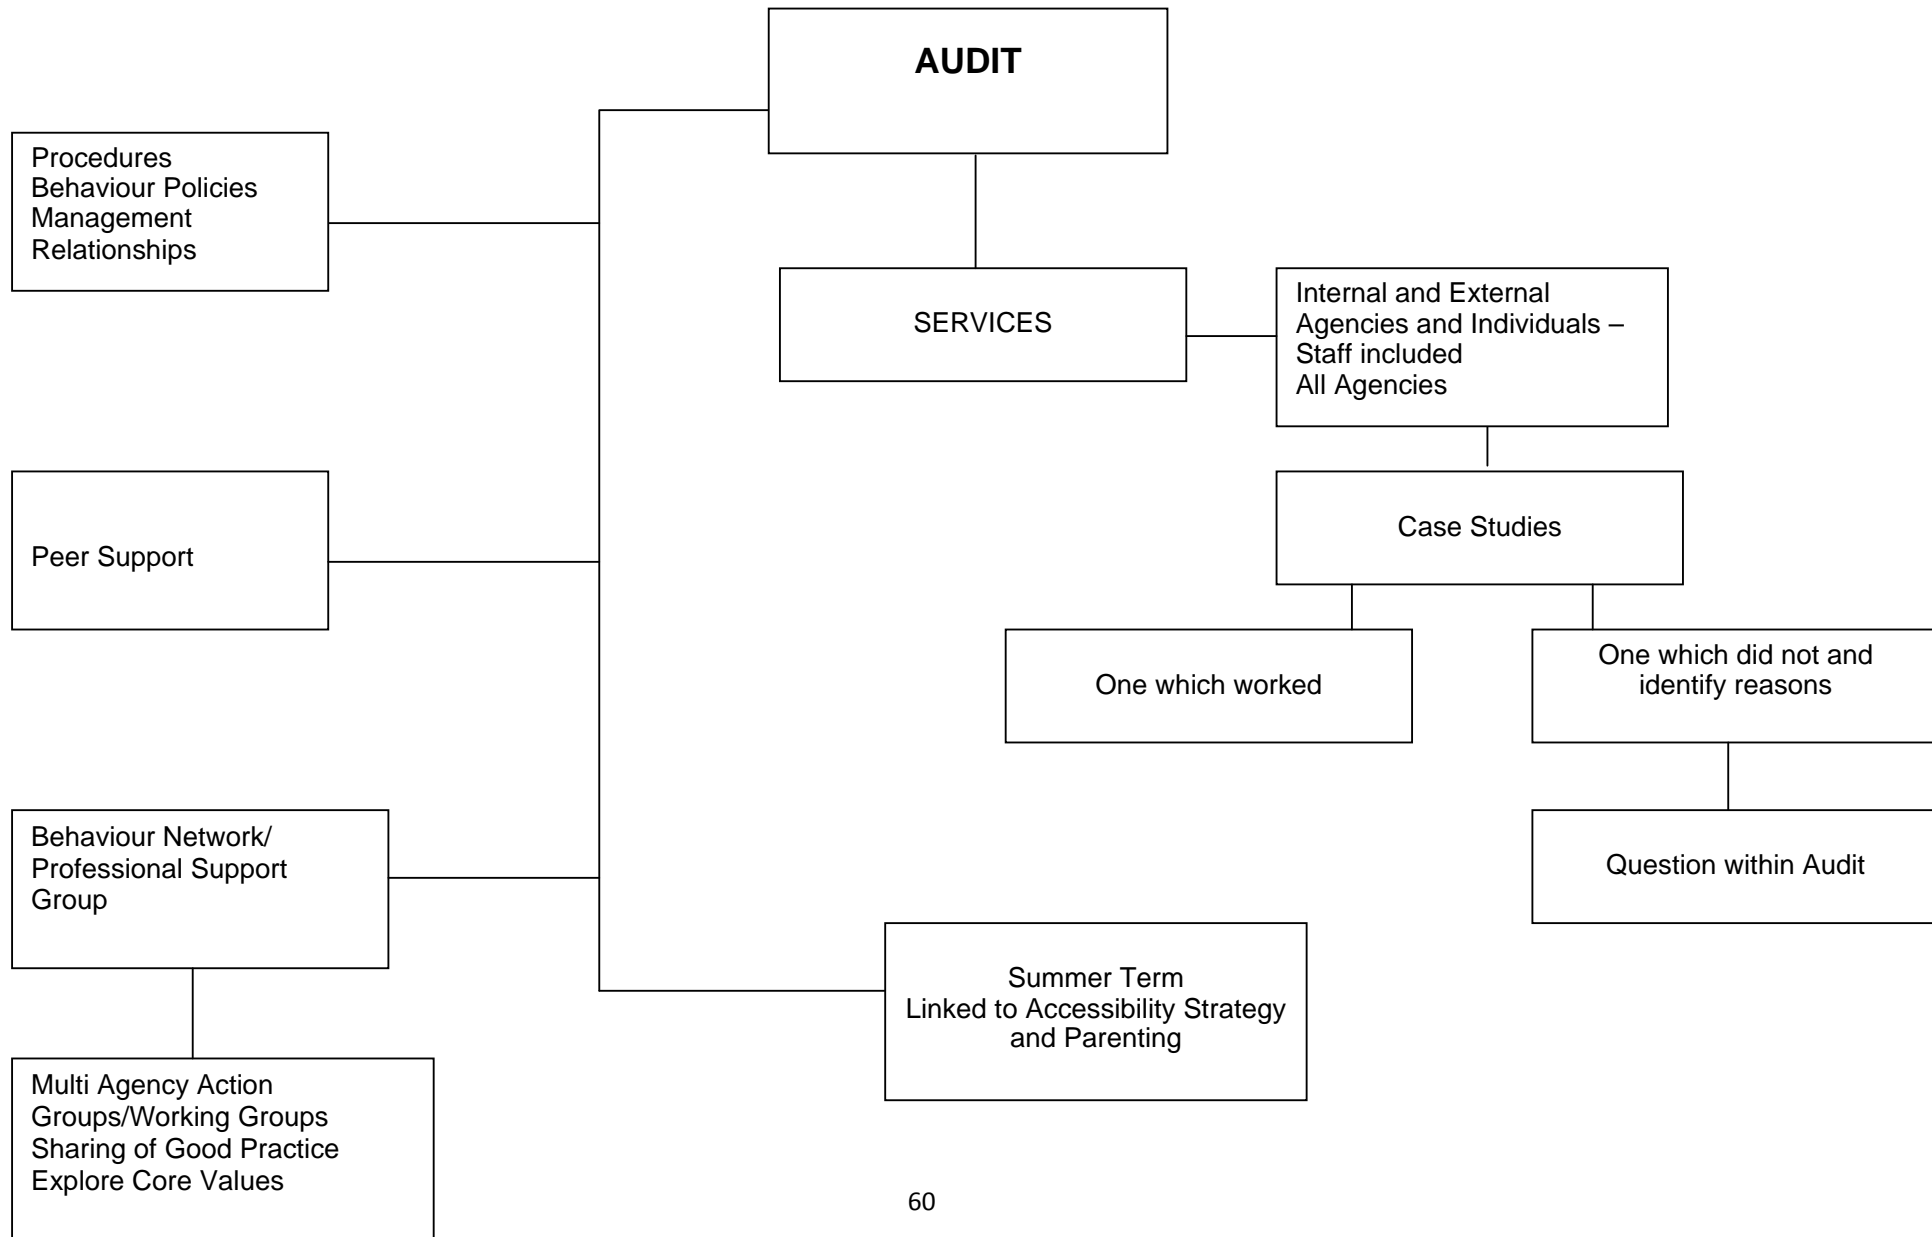 AUDIT
Procedures
Behaviour Policies
Management
Relationships
SERVICES
Internal and External
Agencies and Individuals –
Staff included
All Agencies
Peer Support
Case Studies
One which worked
One which did not and
identify reasons
Behaviour Network/
Professional Support
Group
Question within Audit
Summer Term
Linked to Accessibility Strategy
and Parenting
Multi Agency Action
Groups/Working Groups
Sharing of Good Practice
Explore Core Values
60